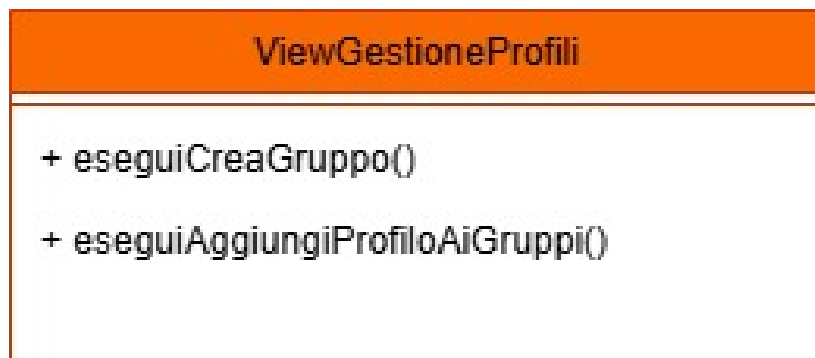 ViewGestioneProfili
+ eseguiCreaGruppo()
+ eseguiAggiungiProfiloAiGruppi()